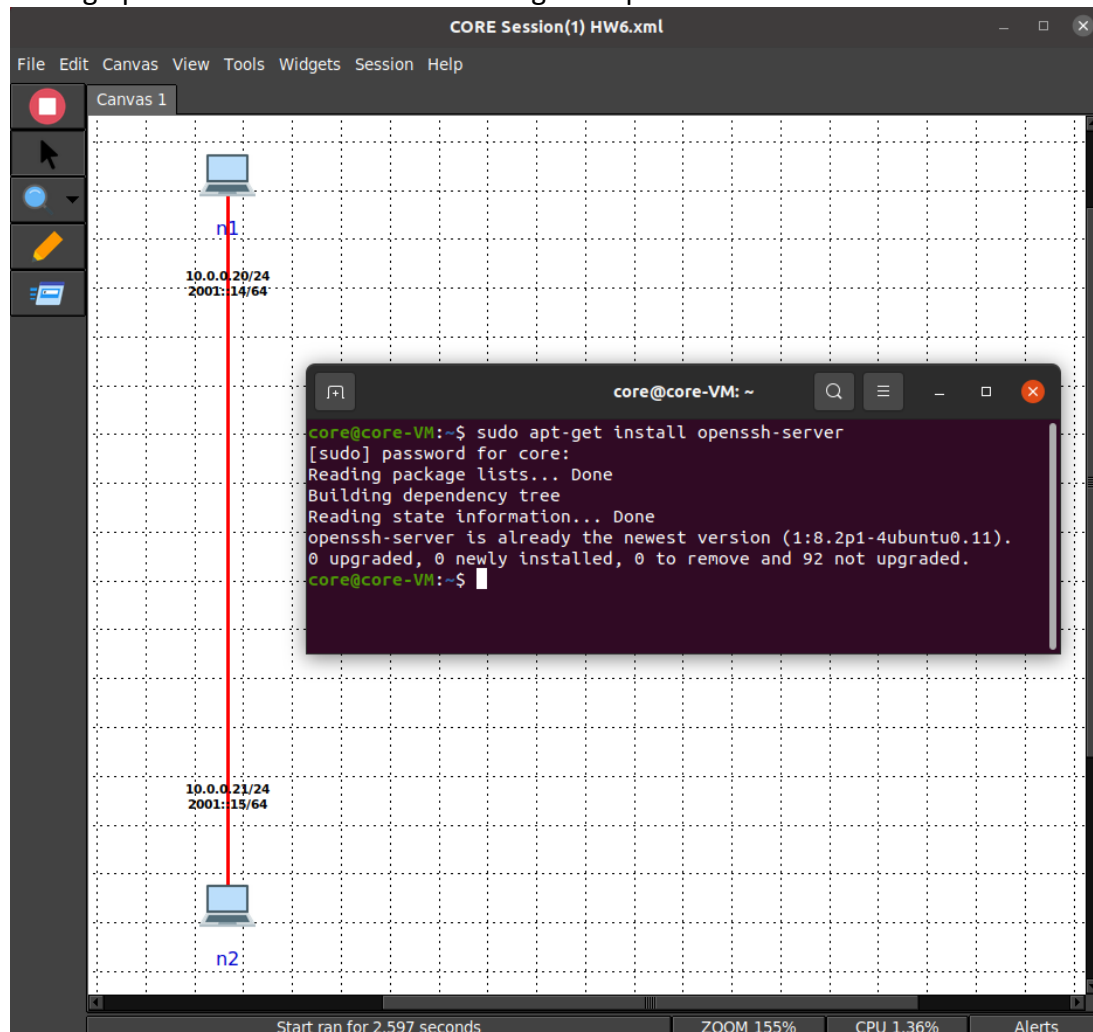 CORE Session(1) HW6.xml
File Edit Canvas View Tools Widgets Session Help
Canvas 1
n1
10.0.0.20/24
2001::14/64
core@core-VM: ~
core@core-VM:~$ sudo apt-get install openssh-server
[sudo] password for core:
Reading package lists... Done
Building dependency tree
Reading state information... Done
openssh-server is already the newest version (1:8.2p1-4ubuntu0.11).
0 upgraded, 0 newly installed, 0 to remove and 92 not upgraded.
core@core-VM:~$
10.0.0.21/24
2001::15/64
n2
Start ran for 2.597 seconds ZOOM 155% CPU 1.36% Alerts